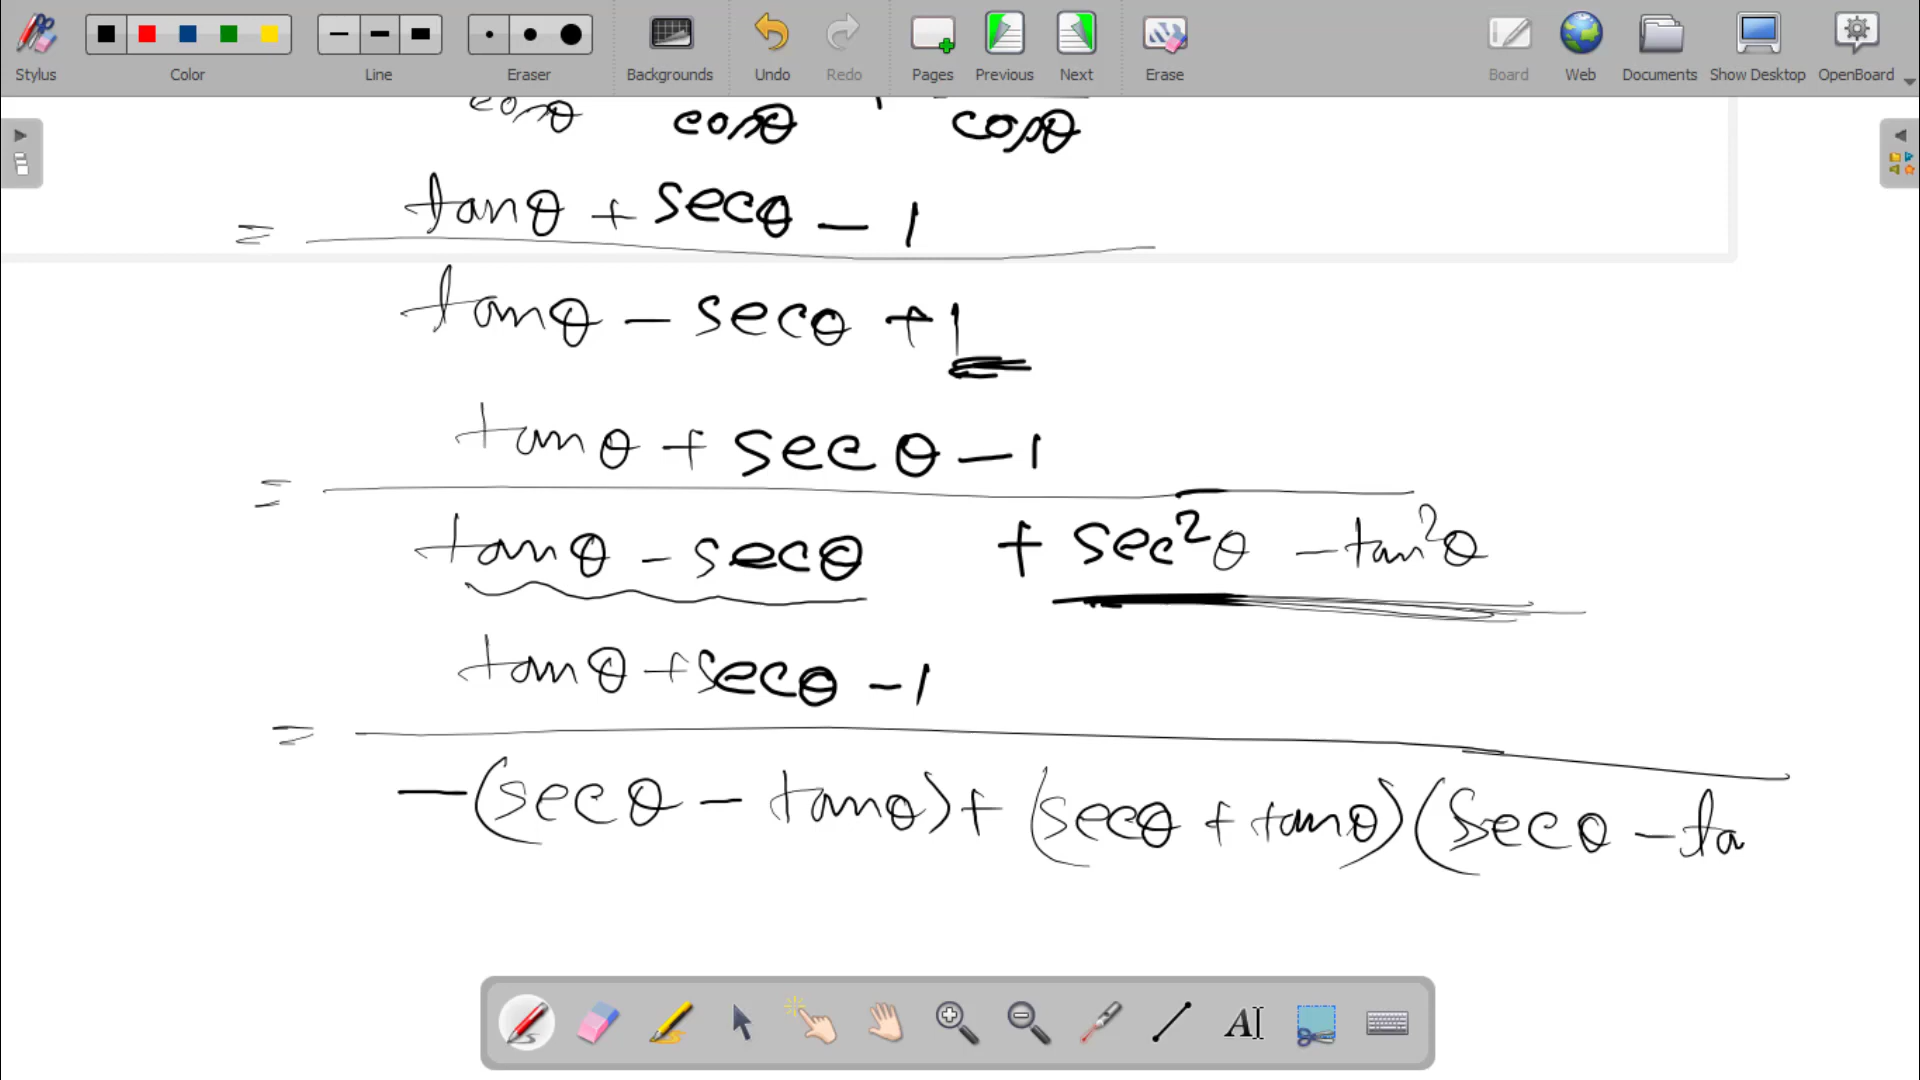 Stylus Color Line Eraser Backgrounds Undo Redo Pages Previous Next Erase Board Web Documents Show Desktop OpenBoard
cosθ cosθ + cosθ
tanθ + secθ - 1
=
tanθ - secθ + 1
tanθ + secθ - 1
=
tanθ - secθ + sec²θ - tan²θ
tanθ + secθ - 1
=
-(secθ - tanθ) + (secθ + tanθ)(secθ - ta